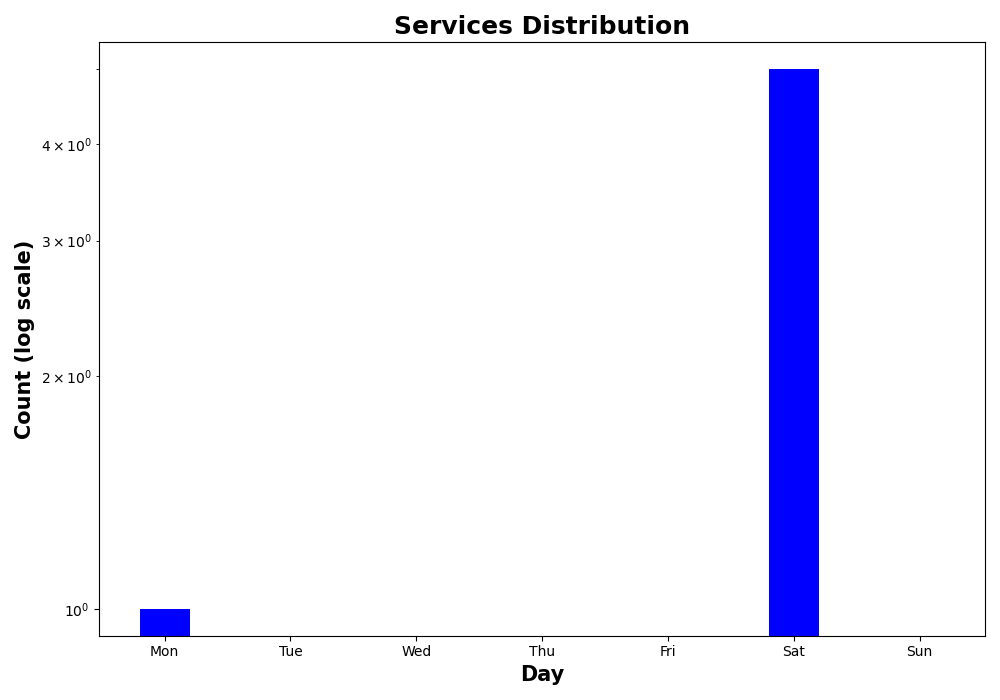 Services Distribution
Count (log scale)
4 × 10⁰
3 × 10⁰
2 × 10⁰
10⁰
Mon Tue Wed Thu Fri Sat Sun
Day